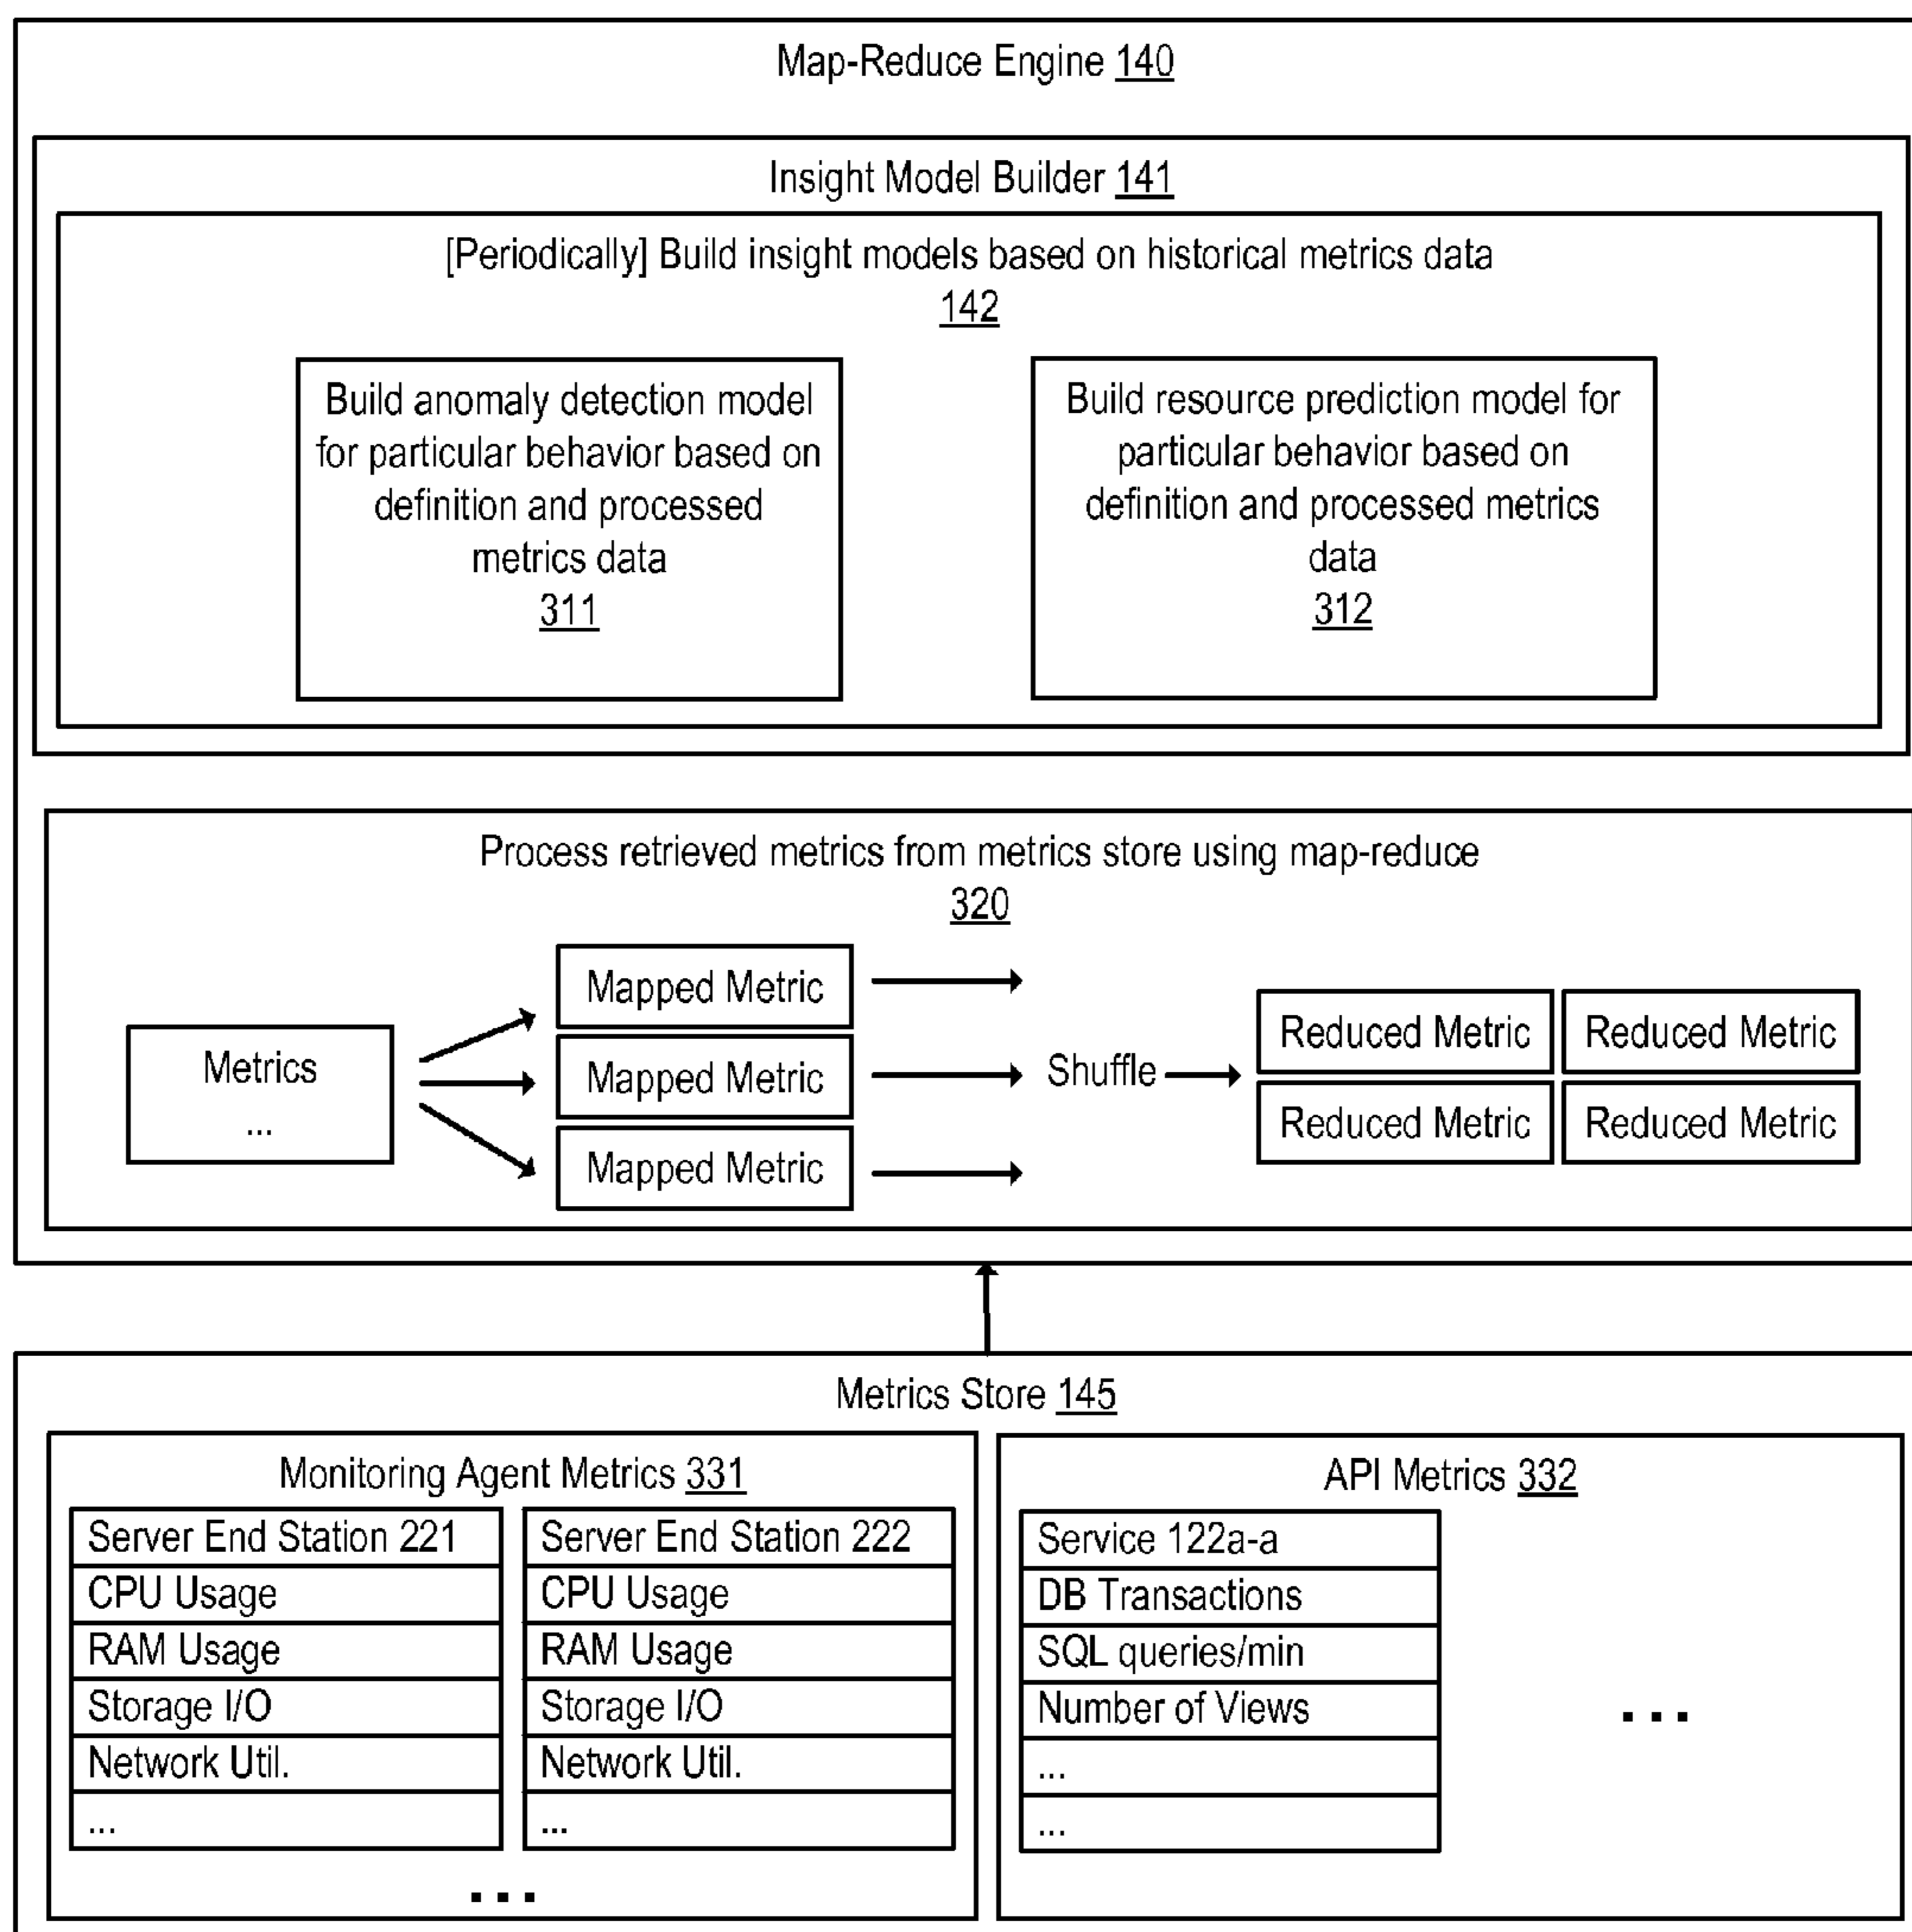 Map-Reduce Engine 140
Insight Model Builder 141
[Periodically] Build insight models based on historical metrics data
142
Build anomaly detection model
for particular behavior based on
definition and processed
metrics data
311
Build resource prediction model for
particular behavior based on
definition and processed metrics
data
312
Process retrieved metrics from metrics store using map-reduce
320
Metrics
...
Mapped Metric
Mapped Metric
Mapped Metric
Shuffle
Reduced Metric
Reduced Metric
Reduced Metric
Reduced Metric
Metrics Store 145
Monitoring Agent Metrics 331
Server End Station 221
CPU Usage
RAM Usage
Storage I/O
Network Util.
...
Server End Station 222
CPU Usage
RAM Usage
Storage I/O
Network Util.
...
...
API Metrics 332
Service 122a-a
DB Transactions
SQL queries/min
Number of Views
...
...
...